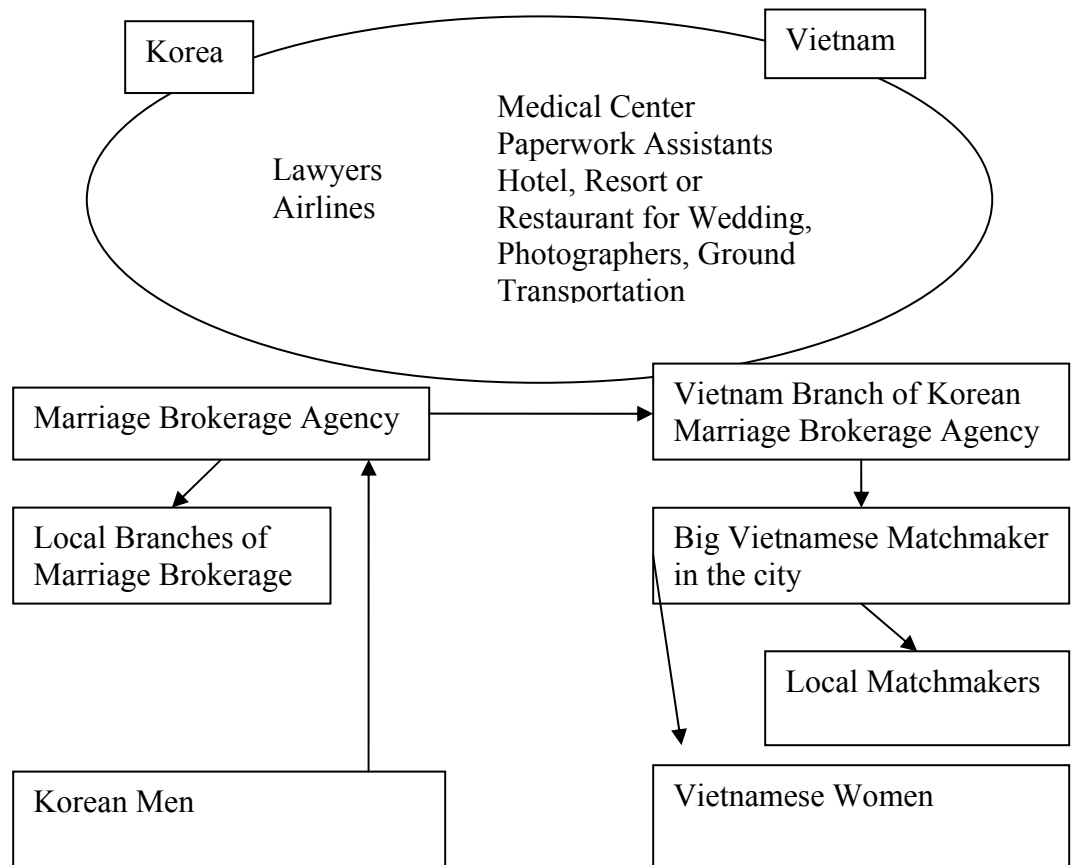 Korea
Vietnam
Lawyers
Airlines
Medical Center
Paperwork Assistants
Hotel, Resort or
Restaurant for Wedding,
Photographers, Ground
Transportation
Marriage Brokerage Agency
Vietnam Branch of Korean
Marriage Brokerage Agency
Local Branches of
Marriage Brokerage
Big Vietnamese Matchmaker
in the city
Local Matchmakers
Korean Men
Vietnamese Women